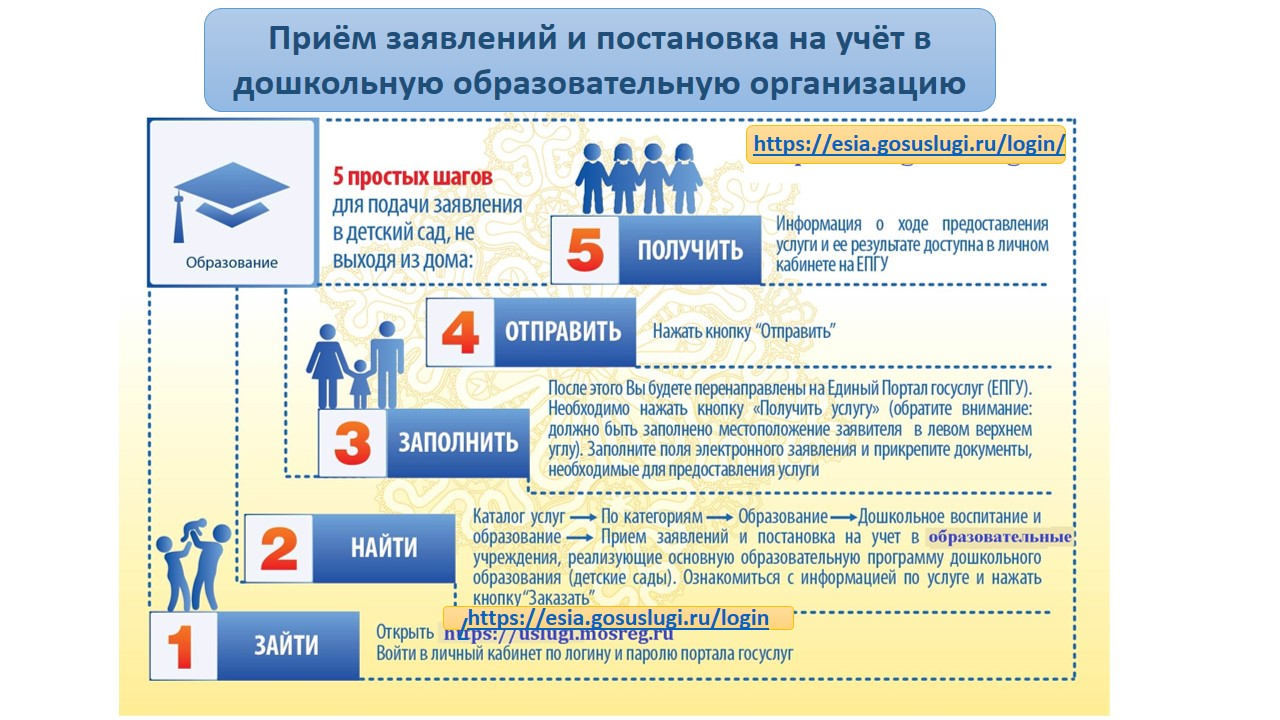 Приём заявлений и постановка на учёт в
дошкольную образовательную организацию
https://esia.gosuslugi.ru/login/
Образование
5 простых шагов
для подачи заявления
в детский сад, не
выходя из дома:
5 ПОЛУЧИТЬ
Информация о ходе предоставления
услуги и ее результате доступна в личном
кабинете на ЕПГУ
4 ОТПРАВИТЬ
Нажать кнопку “Отправить”
3 ЗАПОЛНИТЬ
После этого Вы будете перенаправлены на Единый Портал госуслуг (ЕПГУ).
Необходимо нажать кнопку «Получить услугу» (обратите внимание:
должно быть заполнено местоположение заявителя в левом верхнем
углу). Заполните поля электронного заявления и прикрепите документы,
необходимые для предоставления услуги
2 НАЙТИ
Каталог услуг → По категориям → Образование → Дошкольное воспитание и
образование → Прием заявлений и постановка на учет в образовательные
учреждения, реализующие основную образовательную программу дошкольного
образования (детские сады). Ознакомиться с информацией по услуге и нажать
кнопку “Заказать”
https://esia.gosuslugi.ru/login
/
1 ЗАЙТИ
Открыть https://uslugi.mosreg.ru
Войти в личный кабинет по логину и паролю портала госуслуг